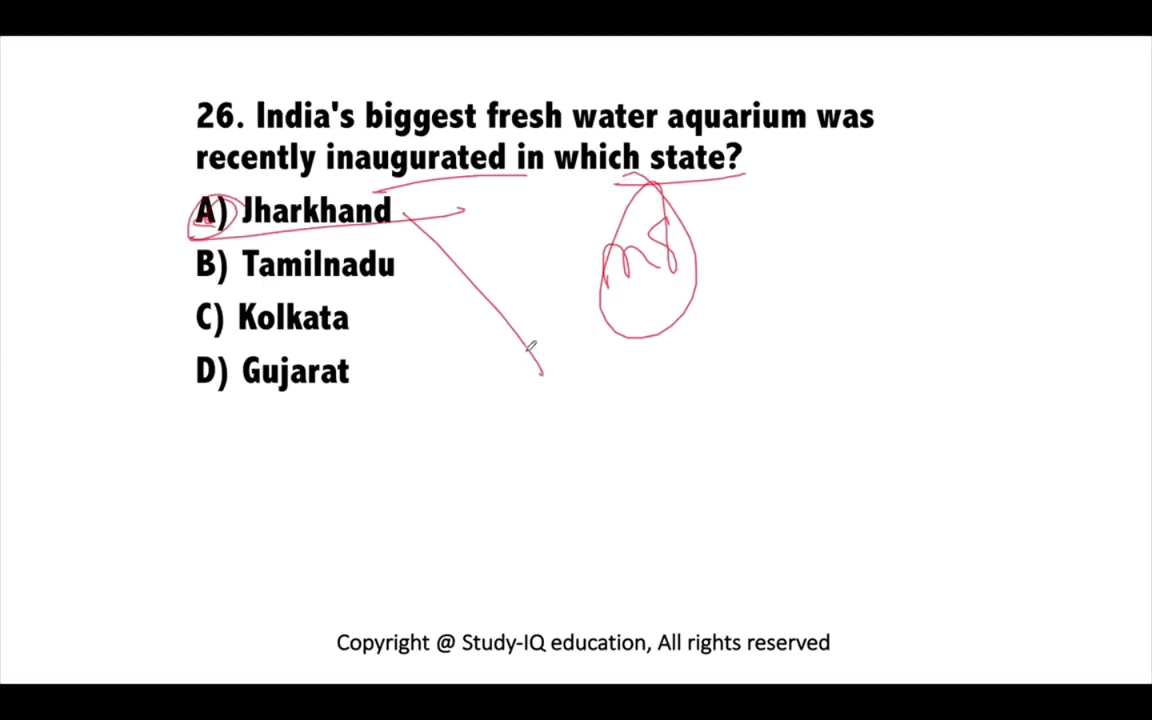 26. India's biggest fresh water aquarium was
recently inaugurated in which state?
A) Jharkhand
B) Tamilnadu
C) Kolkata
D) Gujarat
Copyright @ Study-IQ education, All rights reserved